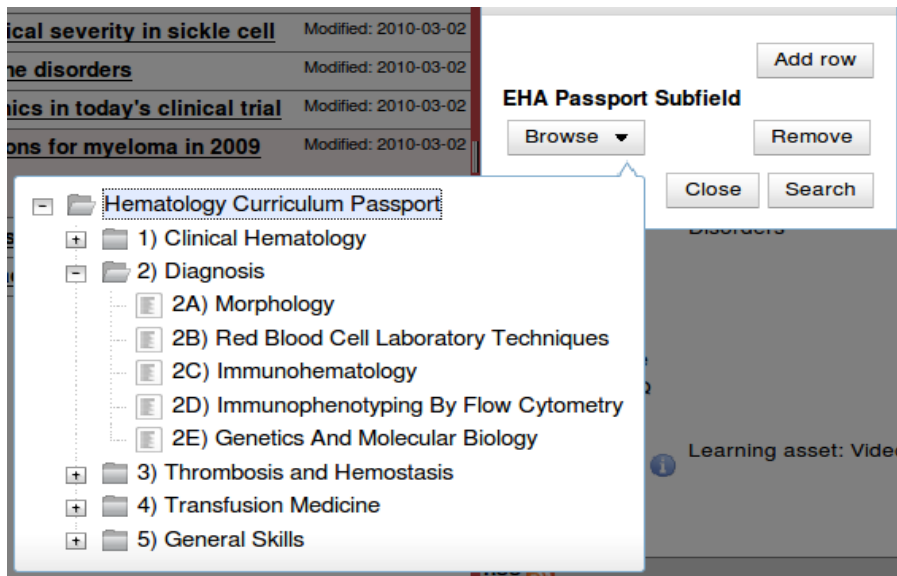 ical severity in sickle cell Modified: 2010-03-02
ne disorders Modified: 2010-03-02
nics in today's clinical trial Modified: 2010-03-02
ons for myeloma in 2009 Modified: 2010-03-02
Add row
EHA Passport Subfield
Browse Remove
Close Search
Hematology Curriculum Passport
1) Clinical Hematology
2) Diagnosis
2A) Morphology
2B) Red Blood Cell Laboratory Techniques
2C) Immunohematology
2D) Immunophenotyping By Flow Cytometry
2E) Genetics And Molecular Biology
3) Thrombosis and Hemostasis
4) Transfusion Medicine
5) General Skills
Disorders
Learning asset: Vide